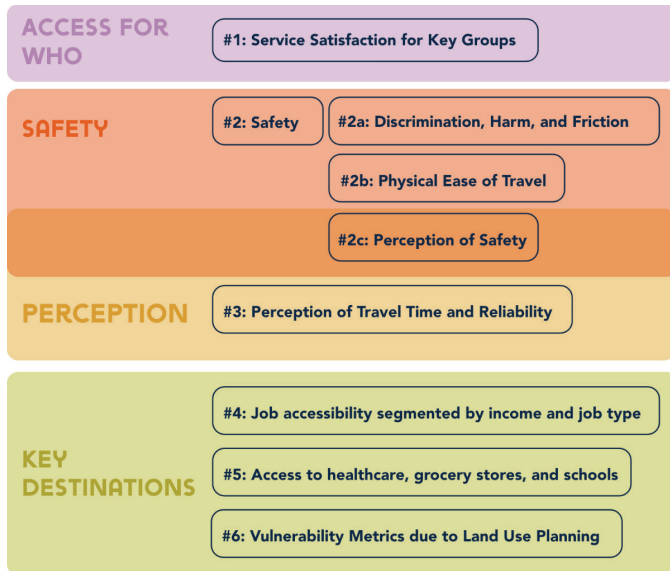 ACCESS FOR
WHO
#1: Service Satisfaction for Key Groups
SAFETY
#2: Safety
#2a: Discrimination, Harm, and Friction
#2b: Physical Ease of Travel
#2c: Perception of Safety
PERCEPTION
#3: Perception of Travel Time and Reliability
KEY
DESTINATIONS
#4: Job accessibility segmented by income and job type
#5: Access to healthcare, grocery stores, and schools
#6: Vulnerability Metrics due to Land Use Planning